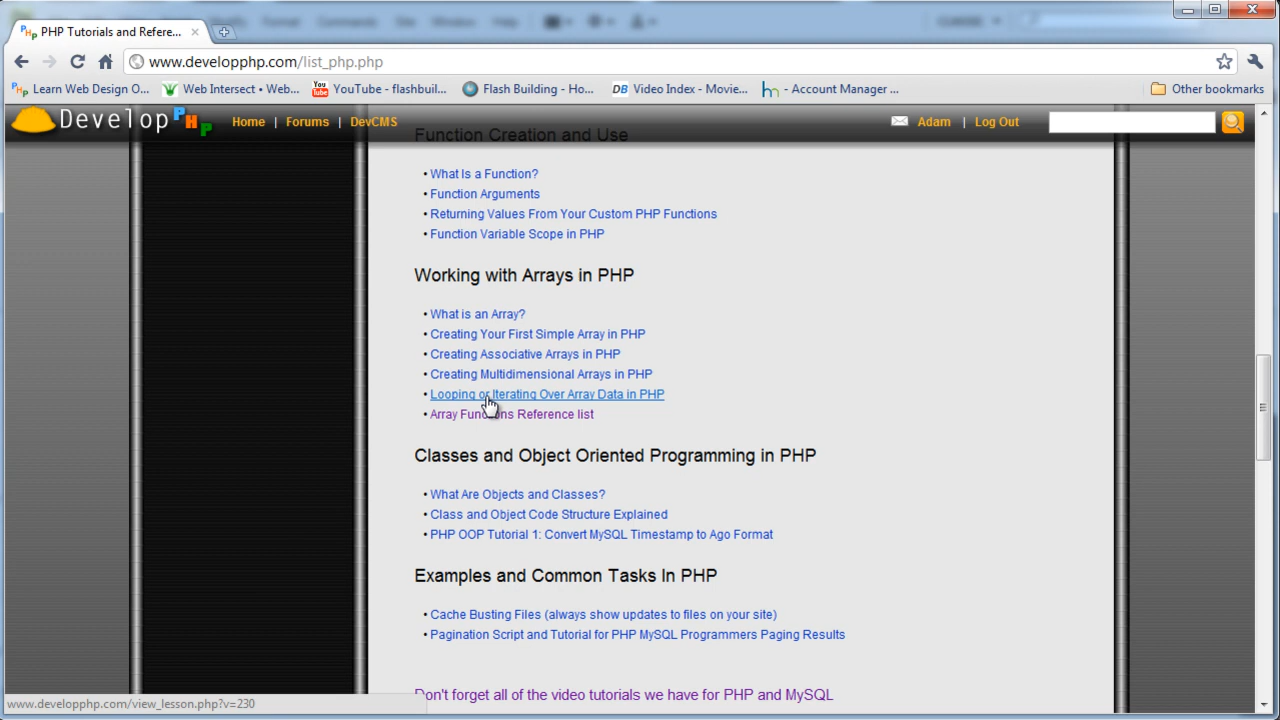 PHP Tutorials and Refere...
www.developphp.com/list_php.php
Learn Web Design O...
Web Intersect • Web...
YouTube - flashbuil...
Flash Building - Ho...
Video Index - Movie...
- Account Manager ...
Other bookmarks
Develop PHP
Home | Forums | DevCMS
Adam | Log Out
Function Creation and Use
• What Is a Function?
• Function Arguments
• Returning Values From Your Custom PHP Functions
• Function Variable Scope in PHP
Working with Arrays in PHP
• What is an Array?
• Creating Your First Simple Array in PHP
• Creating Associative Arrays in PHP
• Creating Multidimensional Arrays in PHP
• Looping or Iterating Over Array Data in PHP
• Array Functions Reference list
Classes and Object Oriented Programming in PHP
• What Are Objects and Classes?
• Class and Object Code Structure Explained
• PHP OOP Tutorial 1: Convert MySQL Timestamp to Ago Format
Examples and Common Tasks In PHP
• Cache Busting Files (always show updates to files on your site)
• Pagination Script and Tutorial for PHP MySQL Programmers Paging Results
Don't forget all of the video tutorials we have for PHP and MySQL
www.developphp.com/view_lesson.php?v=230